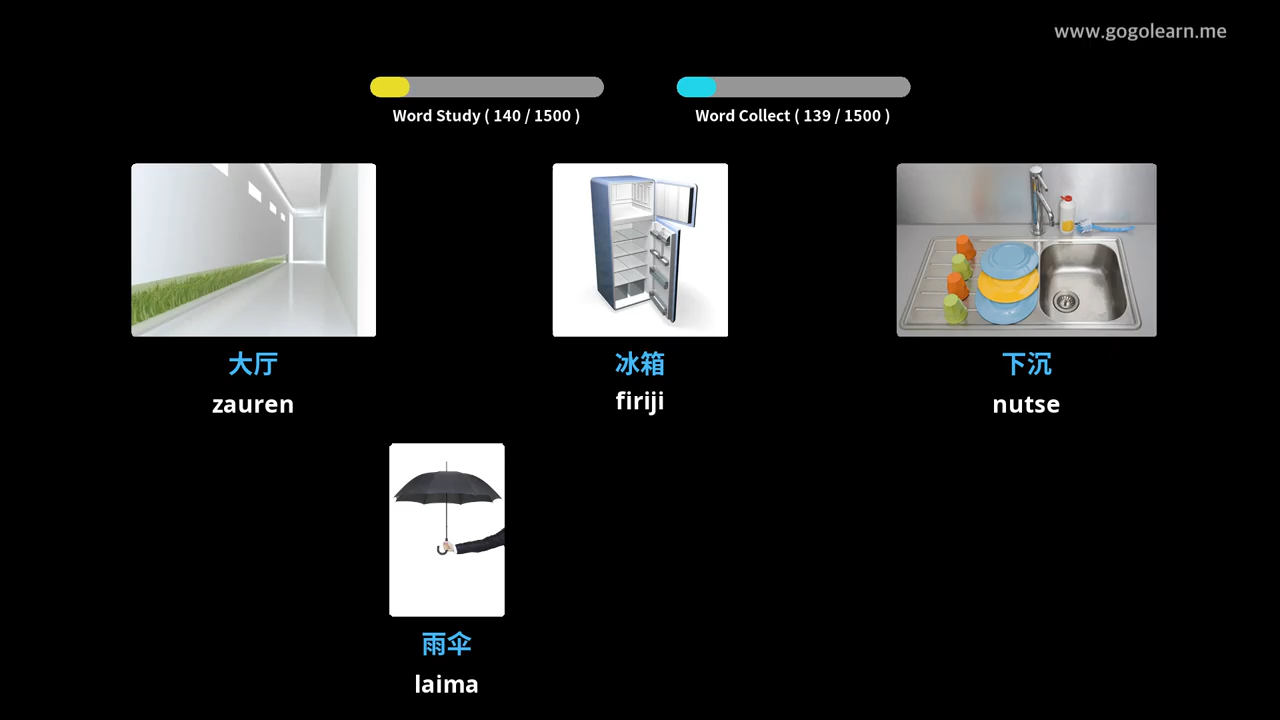 www.gogolearn.me
Word Study ( 140 / 1500 )
Word Collect ( 139 / 1500 )
大厅
zauren
冰箱
firiji
下沉
nutse
雨伞
laima